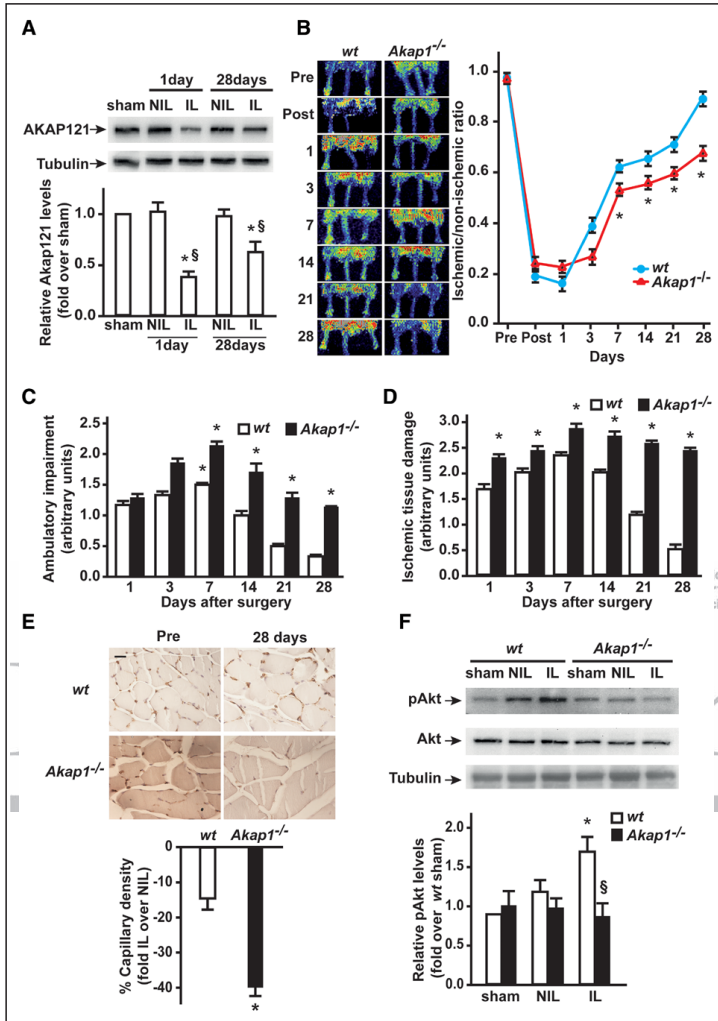 A
1day 28days
sham NIL IL NIL IL
AKAP121
Tubulin
Relative Akap121 levels
(fold over sham)
1.0
0.5
0.0
sham NIL IL NIL IL
1day 28days
* §
* §
B
wt Akap1-/-
Pre
Post
1
3
7
14
21
28
Ischemic/non-ischemic ratio
1.0
0.8
0.6
0.4
0.2
0.0
* * * *
wt
Akap1-/-
Pre Post 1 3 7 14 21 28
Days
C
wt Akap1-/-
Ambulatory impairment
(arbitrary units)
2.5
2.0
1.5
1.0
0.5
0.0
* * * * *
1 3 7 14 21 28
Days after surgery
D
wt Akap1-/-
Ischemic tissue damage
(arbitrary units)
3.0
2.5
2.0
1.5
1.0
0.5
0.0
* * * * * *
1 3 7 14 21 28
Days after surgery
E
Pre 28 days
wt
Akap1-/-
wt Akap1-/-
% Capillary density
(fold IL over NIL)
0
-10
-20
-30
-40
*
F
wt Akap1-/-
sham NIL IL sham NIL IL
pAkt
Akt
Tubulin
wt
Akap1-/-
Relative pAkt lelvels
(fold over wt sham)
2.0
1.5
1.0
0.5
0.0
*
§
sham NIL IL